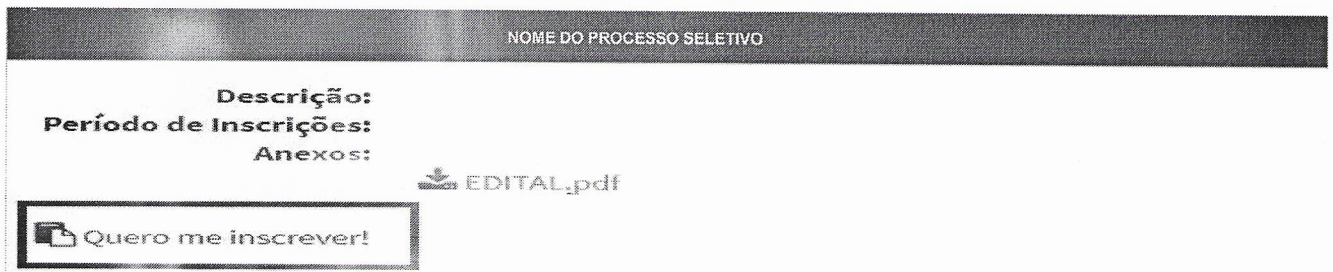 NOME DO PROCESSO SELETIVO
Descrição:
Período de Inscrições:
Anexos:
EDITAL.pdf
Quero me inscrever!